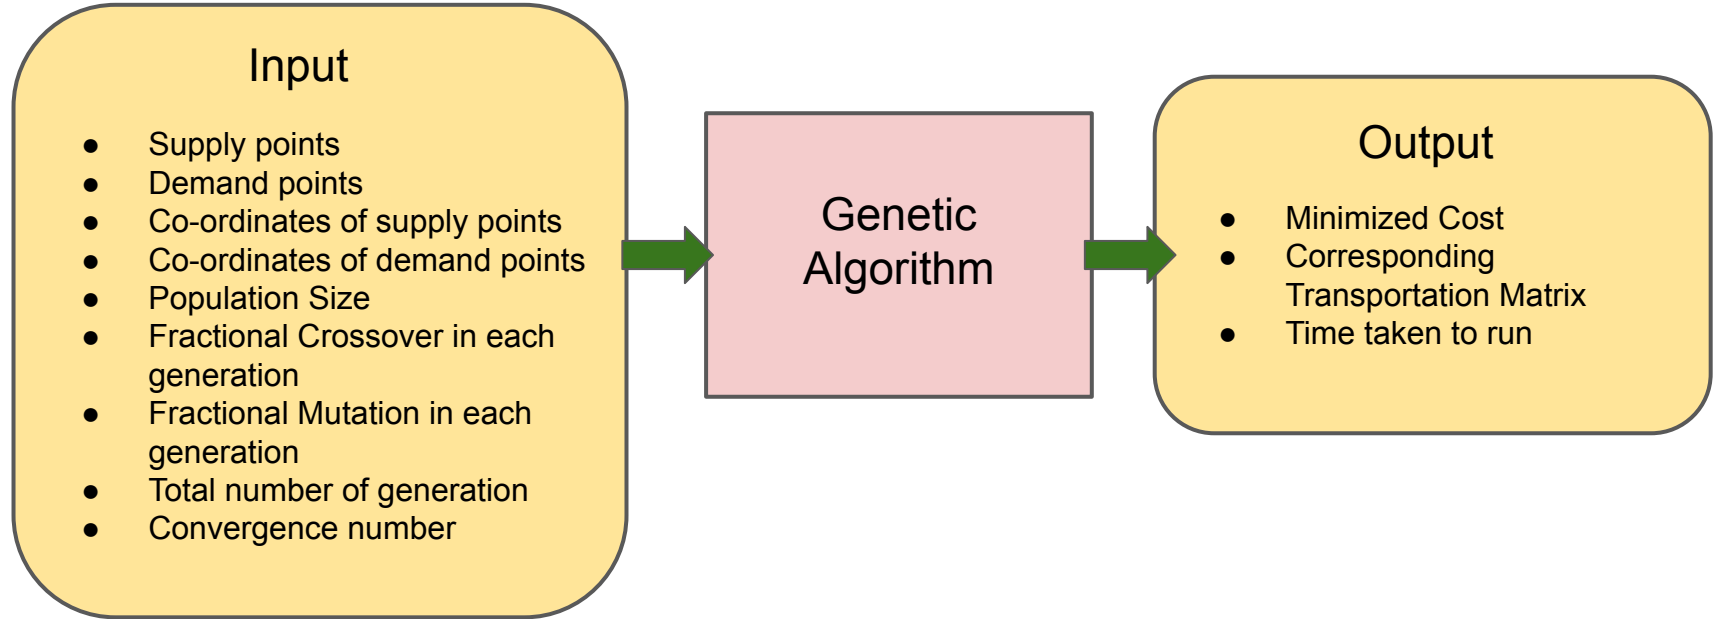 Input
● Supply points
● Demand points
● Co-ordinates of supply points
● Co-ordinates of demand points
● Population Size
● Fractional Crossover in each
generation
● Fractional Mutation in each
generation
● Total number of generation
● Convergence number
Genetic
Algorithm
Output
● Minimized Cost
● Corresponding
Transportation Matrix
● Time taken to run